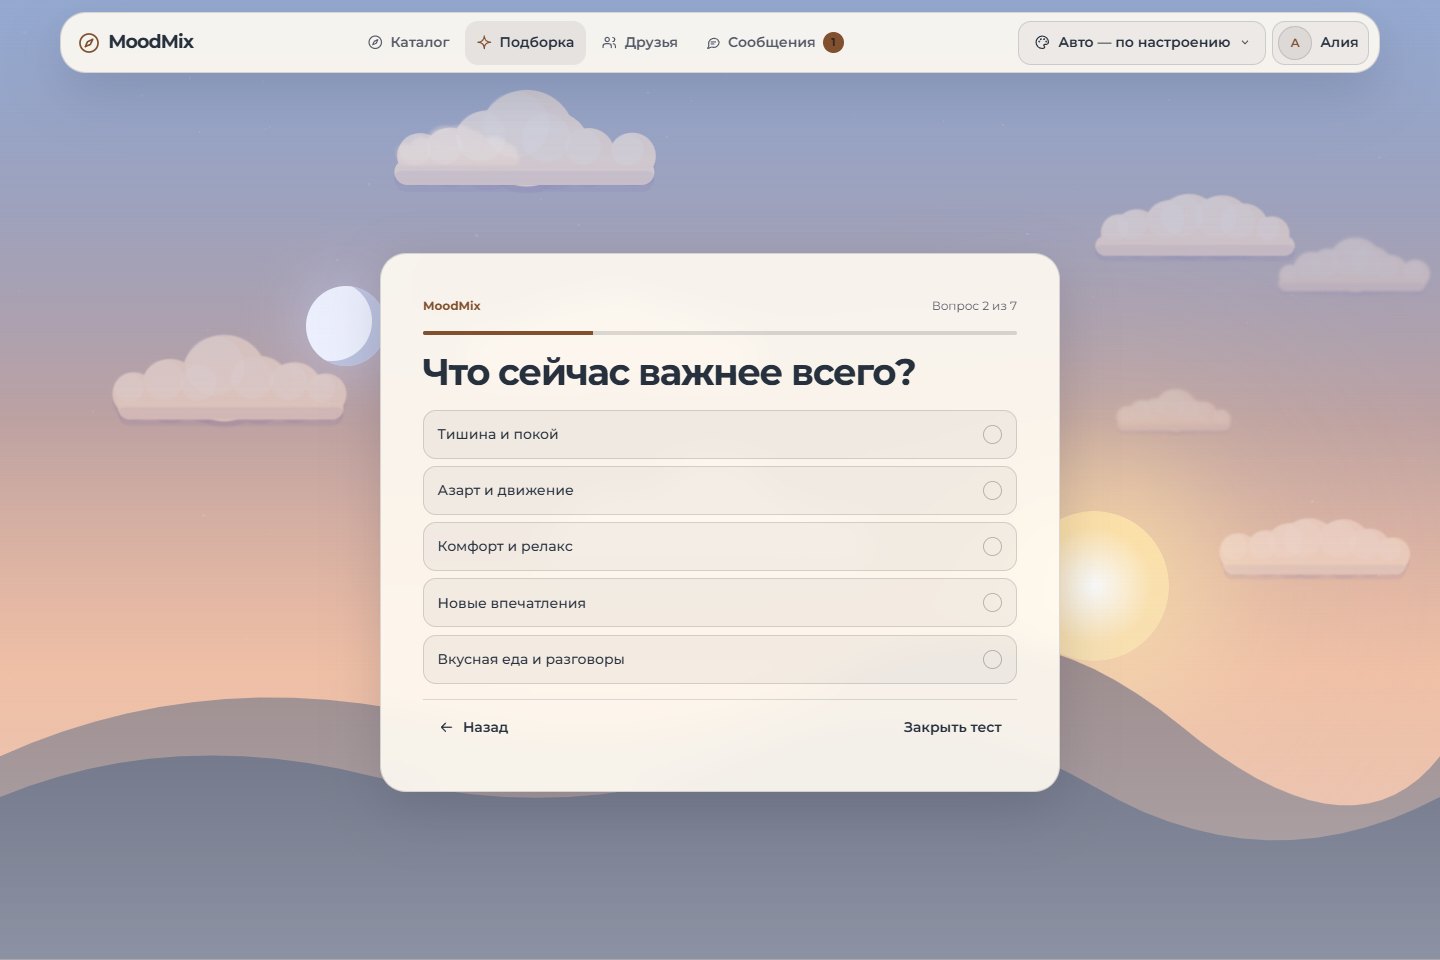 MoodMix
Каталог
Подборка
Друзья
Сообщения 1
Авто — по настроению
А Алия
MoodMix
Вопрос 2 из 7
Что сейчас важнее всего?
Тишина и покой
Азарт и движение
Комфорт и релакс
Новые впечатления
Вкусная еда и разговоры
Назад
Закрыть тест